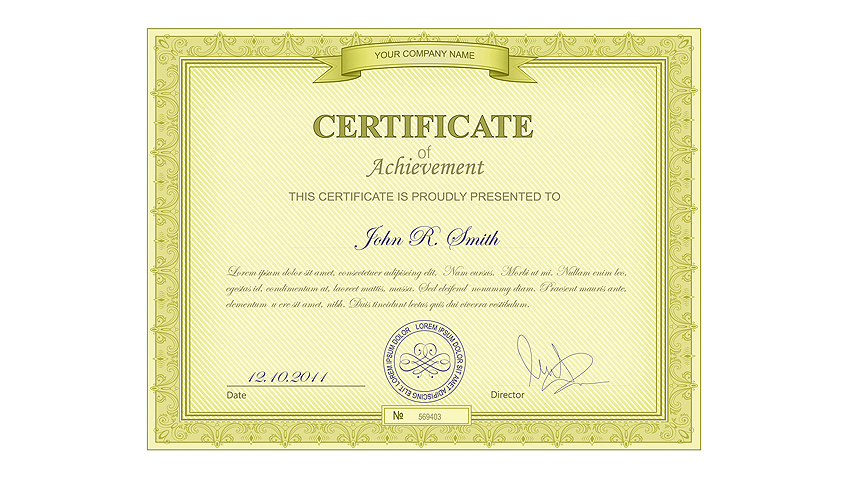 YOUR COMPANY NAME
CERTIFICATE
of
Achievement
THIS CERTIFICATE IS PROUDLY PRESENTED TO
John R. Smith
Lorem ipsum dolor sit amet, consectetuer adipiscing elit. Nam cursus. Morbi ut mi. Nullam enim leo,
egestas id, condimentum at, laoreet mattis, massa. Sed eleifend nonummy diam. Praesent mauris ante,
elementum u ere sit amet, nibh. Duis tincidunt lectus quis dui viverra vestibulum.
LOREM IPSUM DOLOR SIT AMET ADIPISCING ELIT. LOREM IPSUM DOLOR
12.10.2011
Date
Director
№ 569403